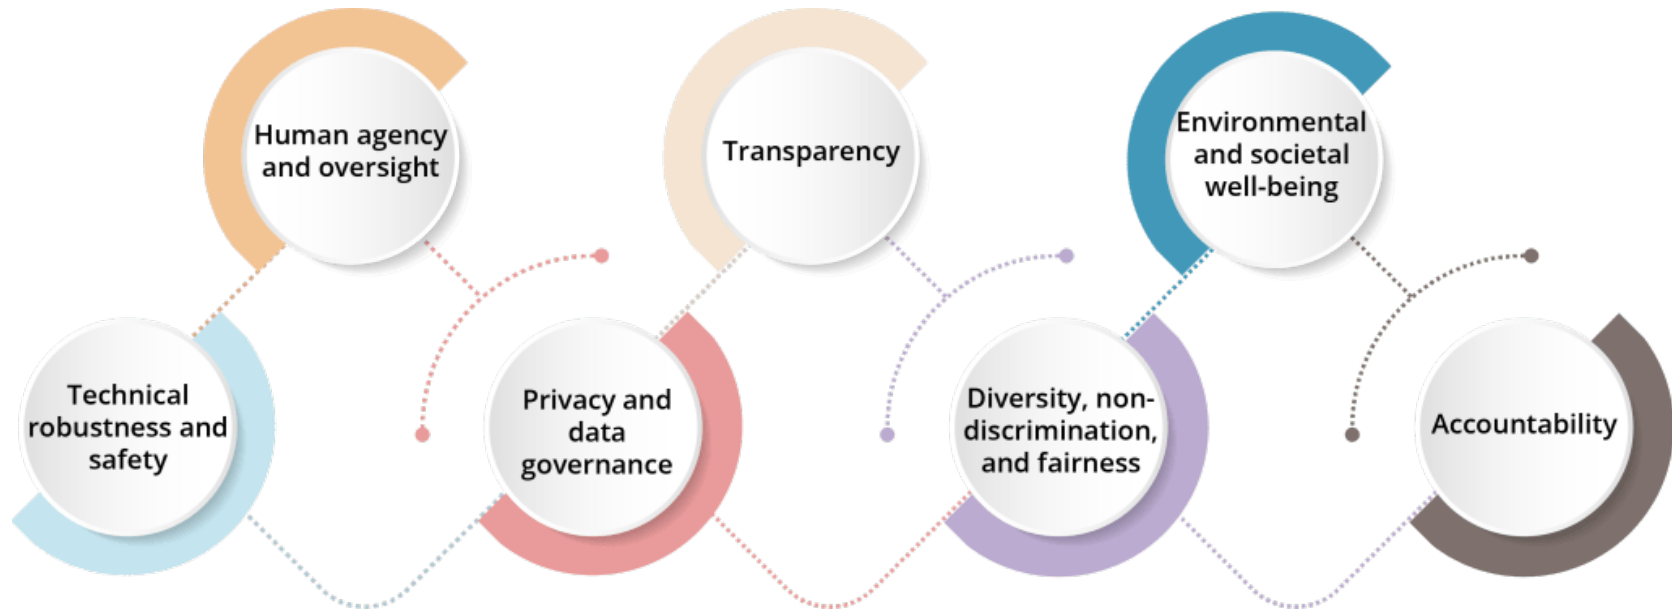 Human agency
and oversight
Transparency
Environmental
and societal
well-being
Technical
robustness and
safety
Privacy and
data
governance
Diversity, non-
discrimination,
and fairness
Accountability